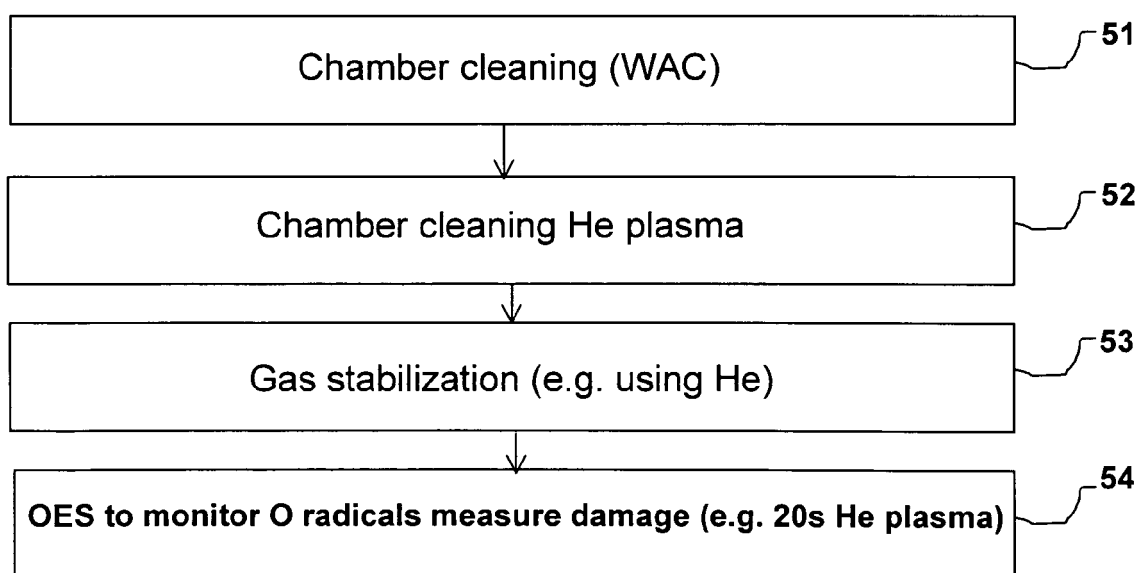 Chamber cleaning (WAC)
51
Chamber cleaning He plasma
52
Gas stabilization (e.g. using He)
53
OES to monitor O radicals measure damage (e.g. 20s He plasma)
54